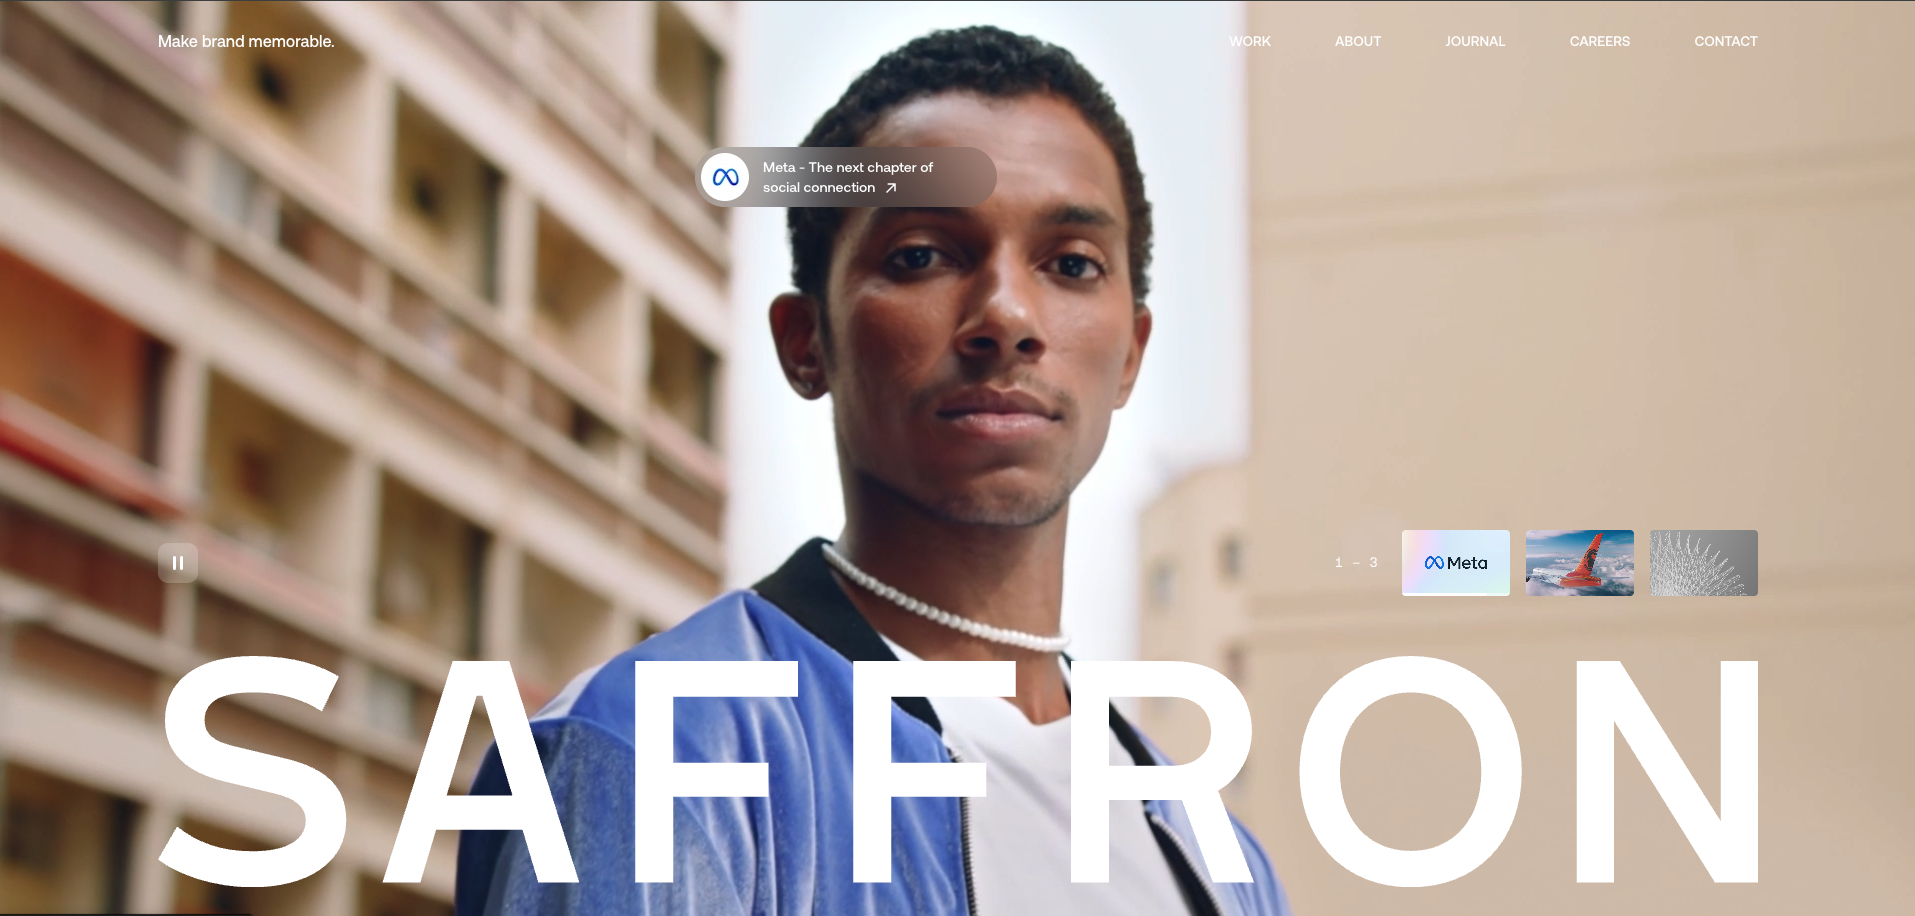 Make brand memorable.
WORK
ABOUT
JOURNAL
CAREERS
CONTACT
Meta - The next chapter of
social connection
1 – 3
Meta
SAFFRON